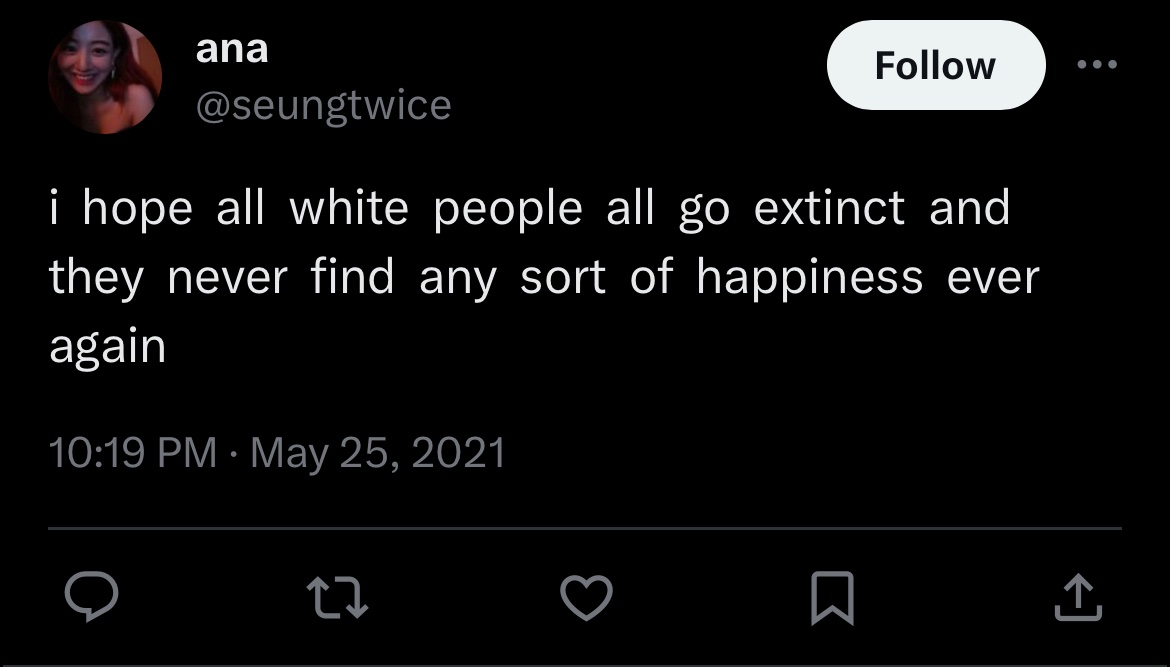 ana
@seungtwice
Follow
i hope all white people all go extinct and
they never find any sort of happiness ever
again
10:19 PM · May 25, 2021